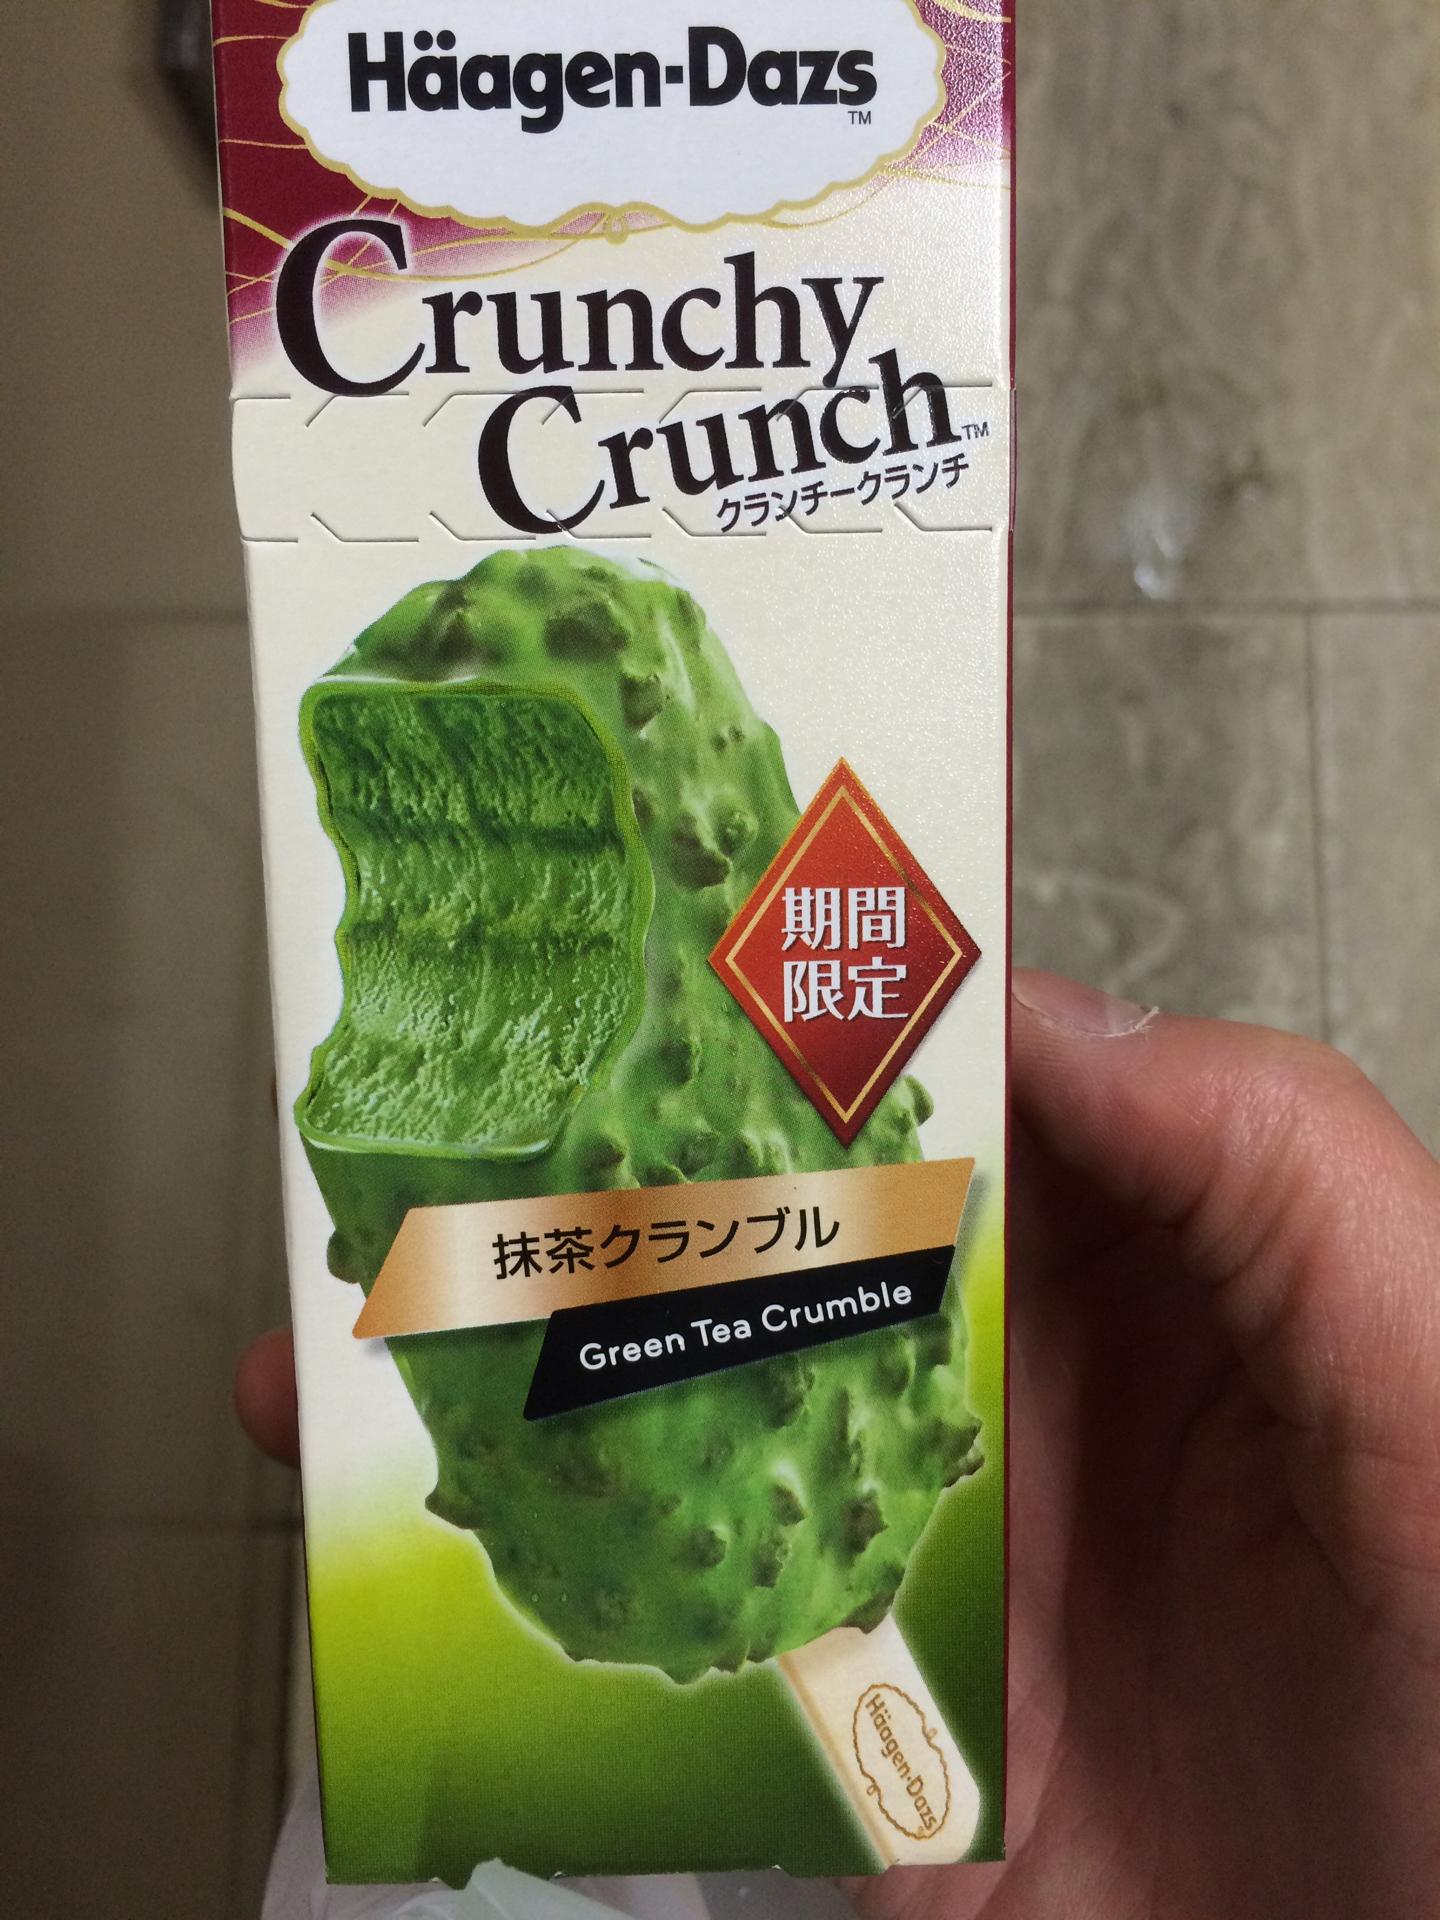 Häagen-Dazs
TM
Crunchy
Crunch
TM
クランチークランチ
期間
限定
抹茶クランブル
Green Tea Crumble
Häagen-Dazs